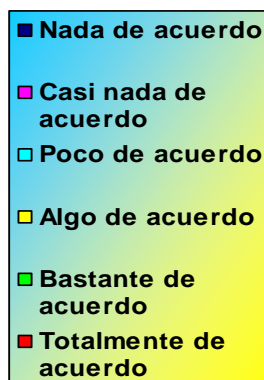 Nada de acuerdo
Casi nada de
acuerdo
Poco de acuerdo
Algo de acuerdo
Bastante de
acuerdo
Totalmente de
acuerdo